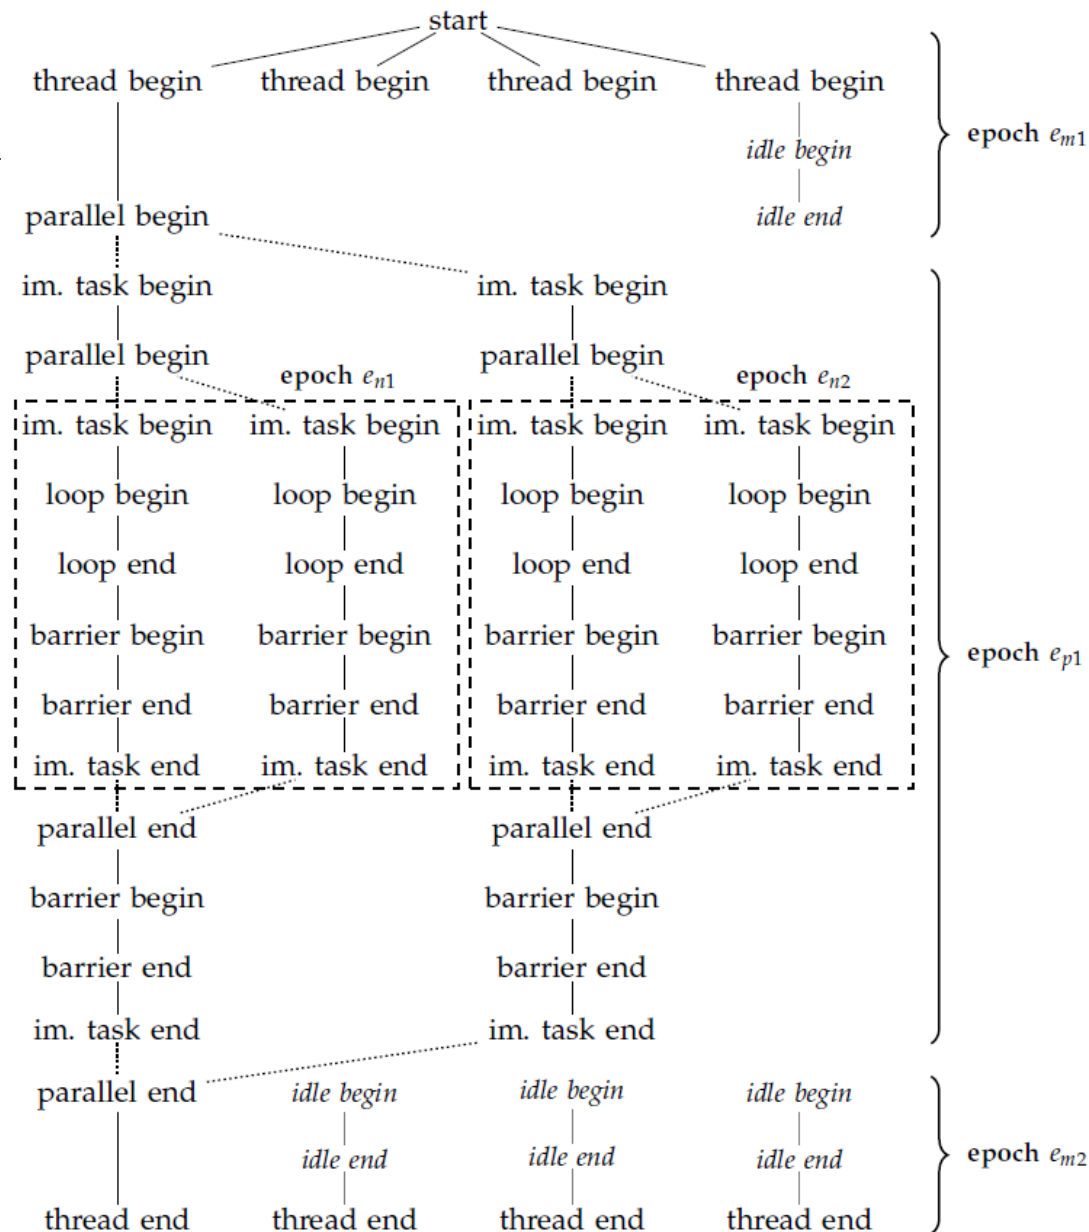 start
thread begin thread begin thread begin thread begin
idle begin
epoch e_m1
parallel begin idle end
im. task begin im. task begin
parallel begin parallel begin
epoch e_n1 epoch e_n2
im. task begin im. task begin im. task begin im. task begin
loop begin loop begin loop begin loop begin
loop end loop end loop end loop end
barrier begin barrier begin barrier begin barrier begin
epoch e_p1
barrier end barrier end barrier end barrier end
im. task end im. task end im. task end im. task end
parallel end parallel end
barrier begin barrier begin
barrier end barrier end
im. task end im. task end
parallel end idle begin idle begin idle begin
idle end idle end idle end
epoch e_m2
thread end thread end thread end thread end